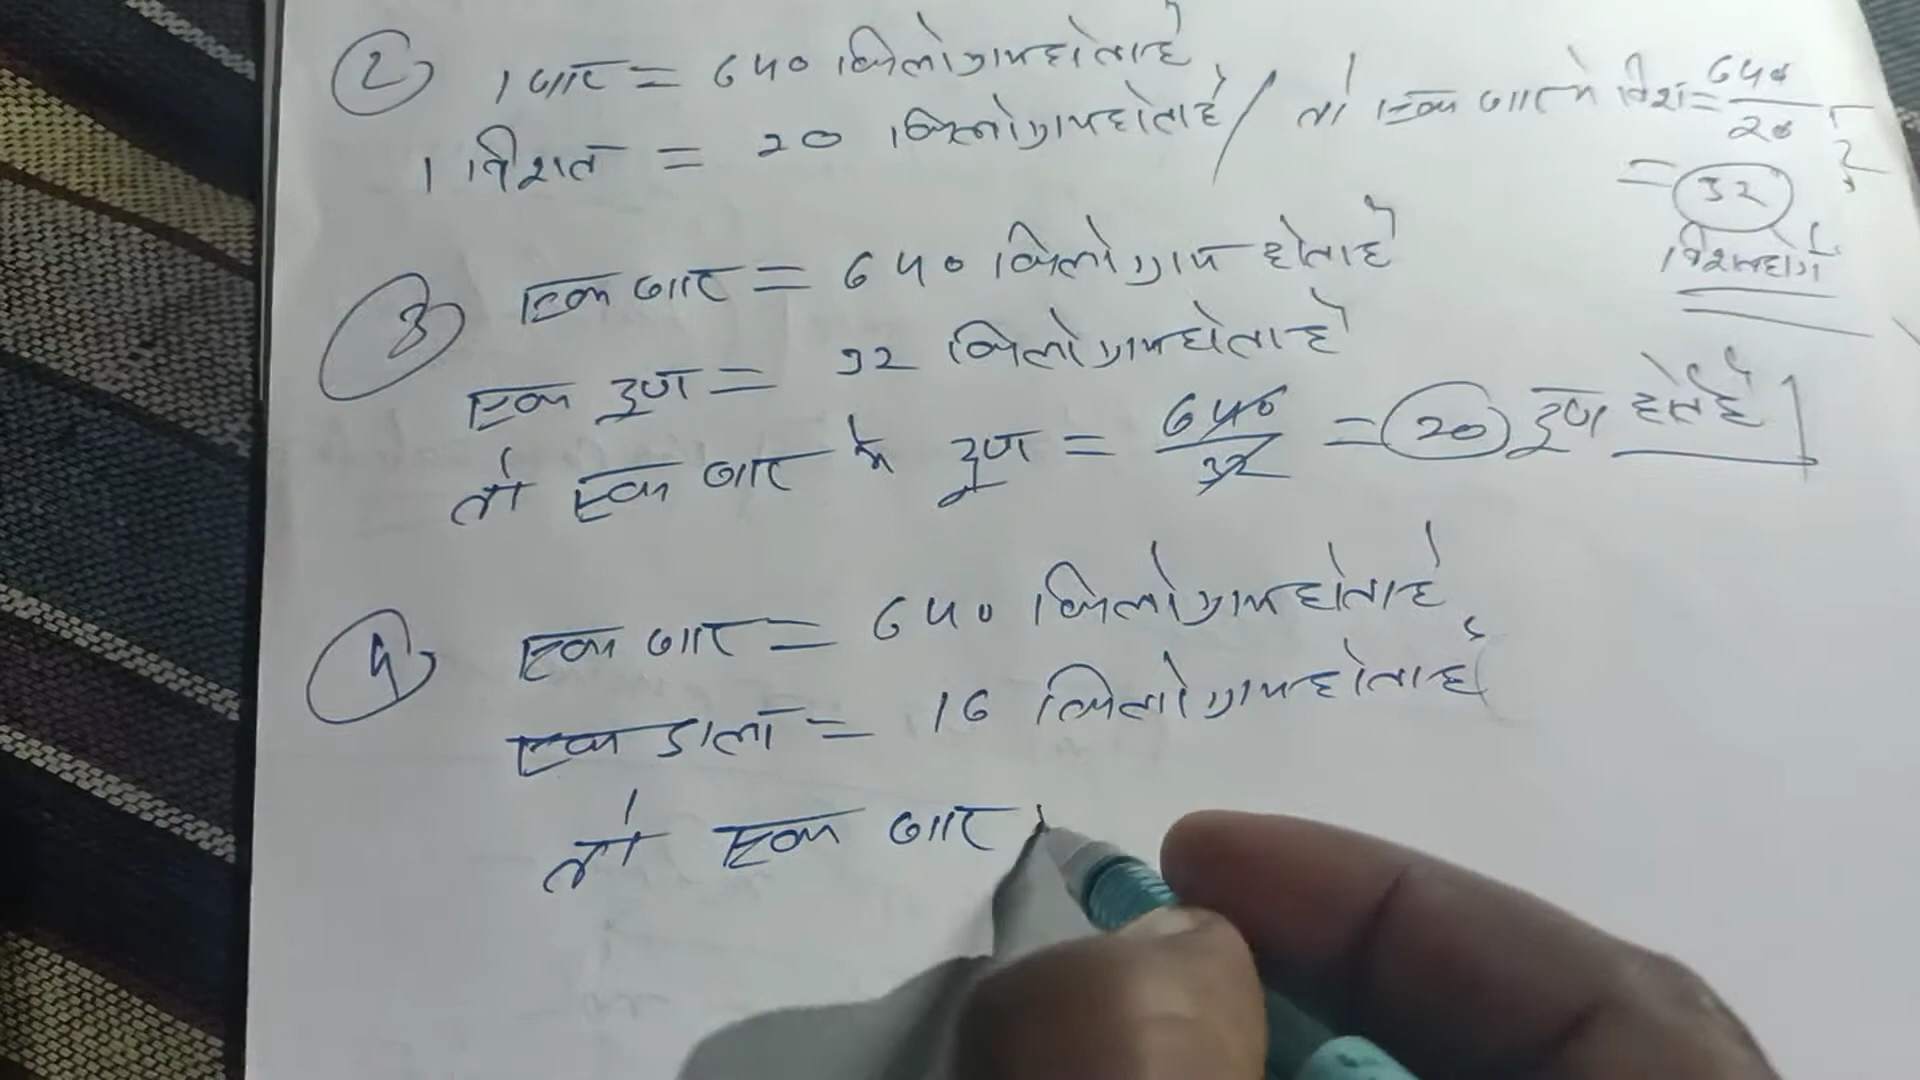 2 1 बार = 640 किलोग्राम होता है
1 विशत = 20 किलोग्राम होता है / तो एक बार मे विश = 640/20
= 32
विशत होगे
3 एक बार = 640 किलोग्राम होता है
एक द्रुण = 32 किलोग्राम होता है
तो एक बार मे द्रुण = 640/32 = 20 द्रुण होते है
4 एक बार = 640 किलोग्राम होता है
एक डाला = 16 किलोग्राम होता है
तो एक बार